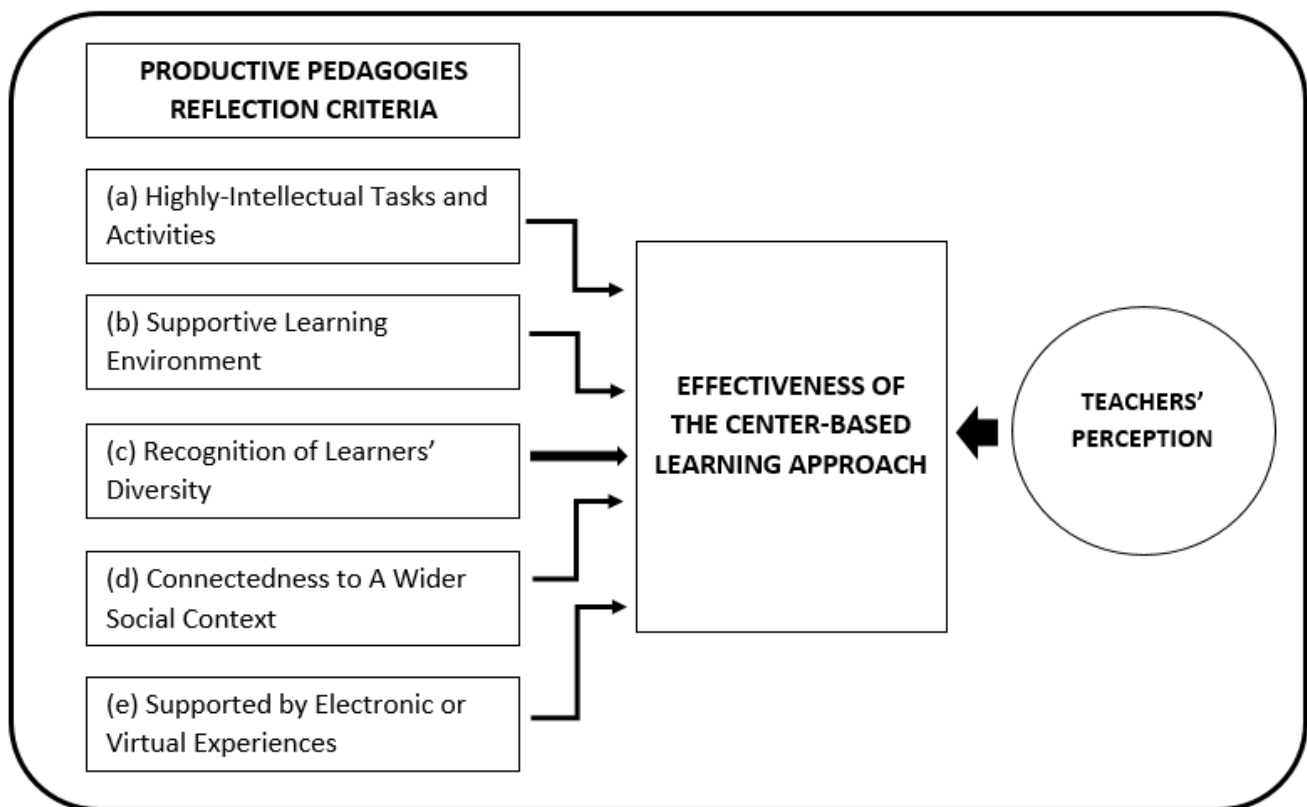 PRODUCTIVE PEDAGOGIES
REFLECTION CRITERIA
(a) Highly-Intellectual Tasks and
Activities
(b) Supportive Learning
Environment
(c) Recognition of Learners’
Diversity
(d) Connectedness to A Wider
Social Context
(e) Supported by Electronic or
Virtual Experiences
EFFECTIVENESS OF
THE CENTER-BASED
LEARNING APPROACH
TEACHERS’
PERCEPTION